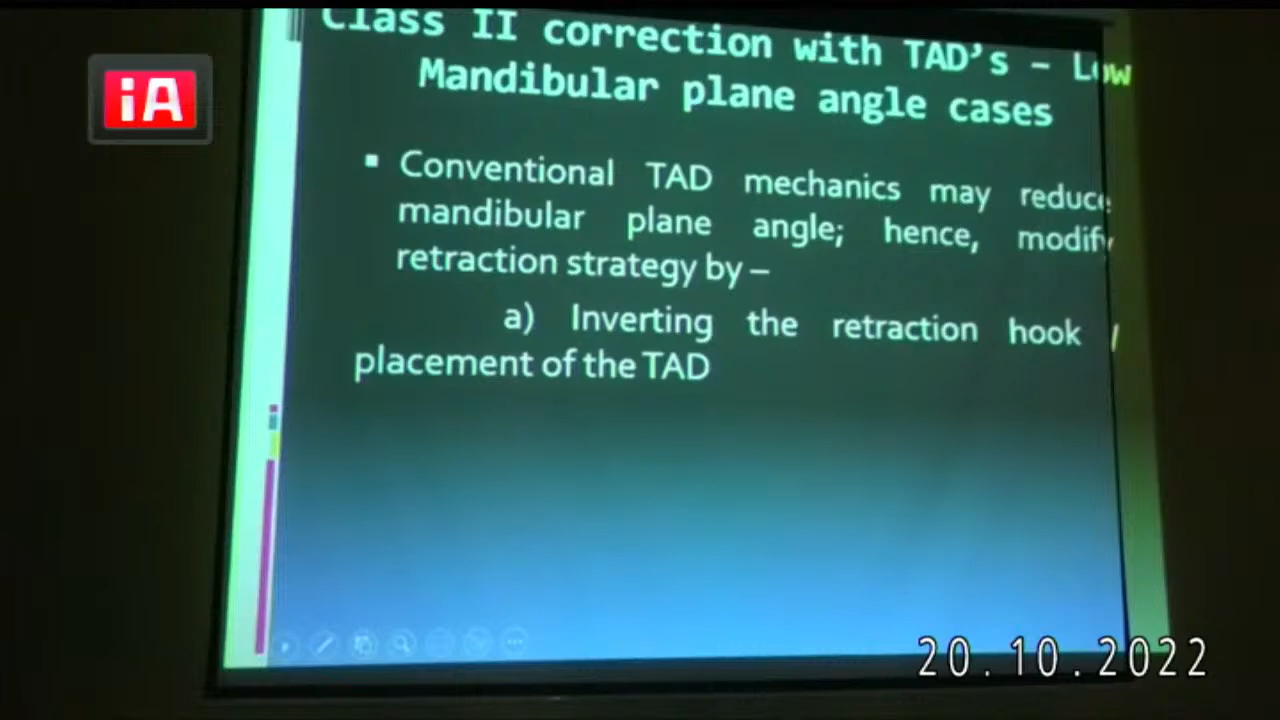 Class II correction with TAD's – Low
Mandibular plane angle cases
iA
▪ Conventional TAD mechanics may reduce
mandibular plane angle; hence, modify
retraction strategy by –
a) Inverting the retraction hook /
placement of the TAD
20.10.2022